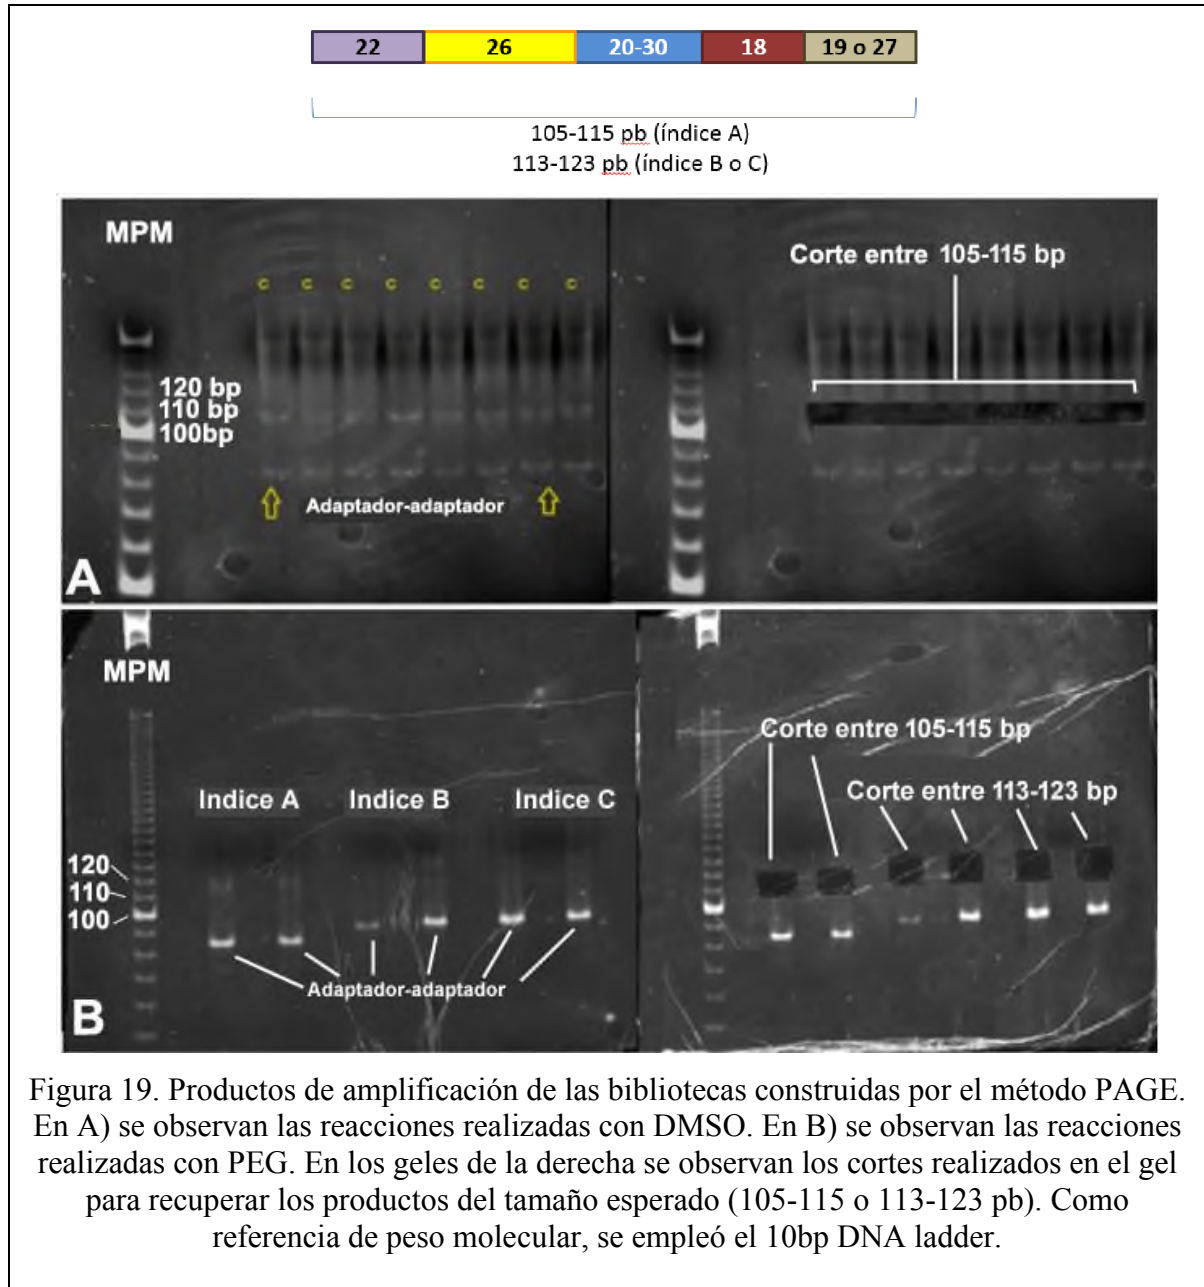 22 26 20-30 18 19 o 27
105-115 pb (índice A)
113-123 pb (índice B o C)
MPM
c c c c c c c c
120 bp
110 bp
100bp
Adaptador-adaptador
A
Corte entre 105-115 bp
MPM
Indice A Indice B Indice C
120
110
100
Adaptador-adaptador
B
Corte entre 105-115 bp
Corte entre 113-123 bp
Figura 19. Productos de amplificación de las bibliotecas construidas por el método PAGE.
En A) se observan las reacciones realizadas con DMSO. En B) se observan las reacciones
realizadas con PEG. En los geles de la derecha se observan los cortes realizados en el gel
para recuperar los productos del tamaño esperado (105-115 o 113-123 pb). Como
referencia de peso molecular, se empleó el 10bp DNA ladder.